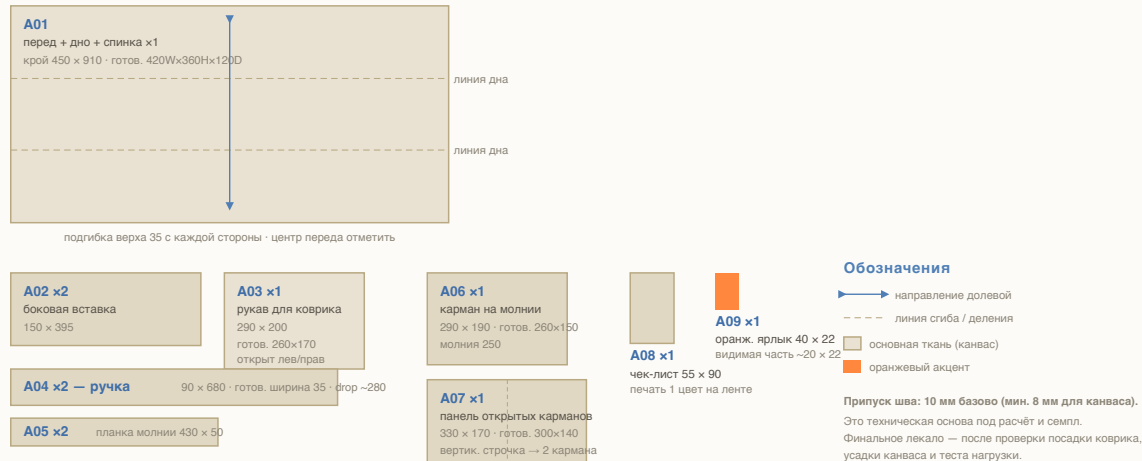 A01
перед + дно + спинка ×1
крой 450 × 910 · готов. 420W×360H×120D
линия дна
линия дна
подгибка верха 35 с каждой стороны · центр переда отметить
A02 ×2
боковая вставка
150 × 395
A03 ×1
рукав для коврика
290 × 200
готов. 260×170
открыт лев/прав
A04 ×2 — ручка
90 × 680 · готов. ширина 35 · drop ~280
A05 ×2
планка молнии 430 × 50
A06 ×1
карман на молнии
290 × 190 · готов. 260×150
молния 250
A07 ×1
панель открытых карманов
330 × 170 · готов. 300×140
вертик. строчка → 2 кармана
A08 ×1
чек-лист 55 × 90
печать 1 цвет на ленте
A09 ×1
оранж. ярлык 40 × 22
видимая часть ~20 × 22
Обозначения
направление долевой
линия сгиба / деления
основная ткань (канвас)
оранжевый акцент
Припуск шва: 10 мм базово (мин. 8 мм для канваса).
Это техническая основа под расчёт и семпл.
Финальное лекало — после проверки посадки коврика,
усадки канваса и теста нагрузки.